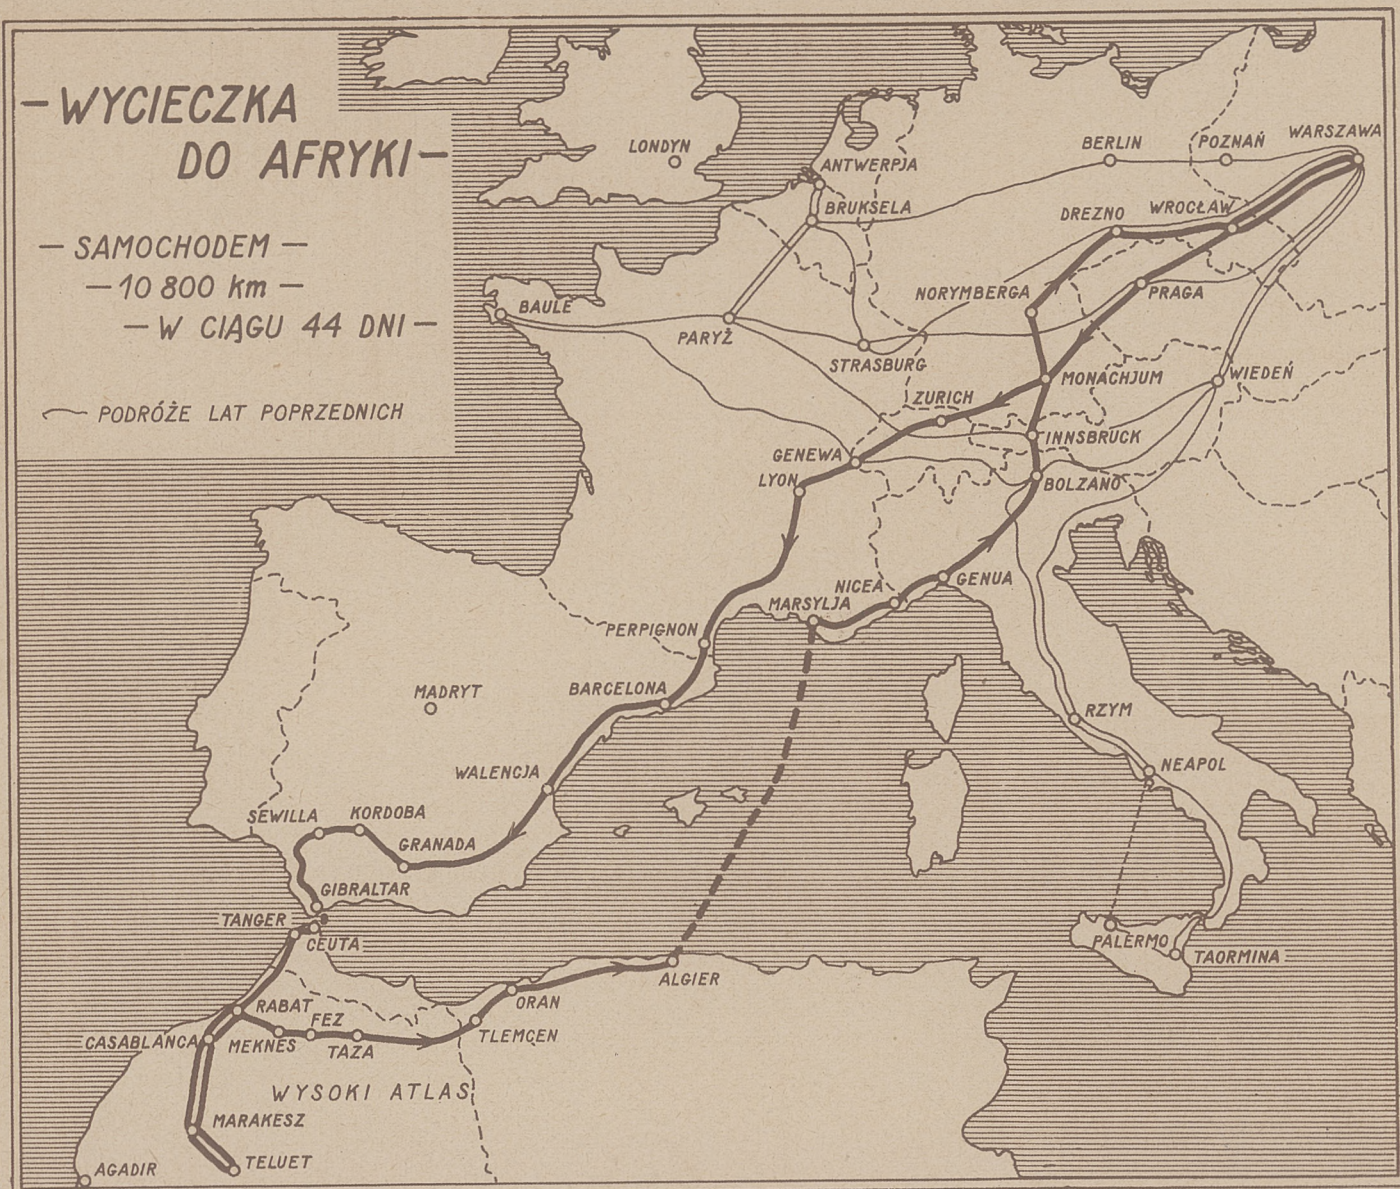 — WYCIECZKA
DO AFRYKI —
— SAMOCHODEM —
— 10 800 km —
— W CIĄGU 44 DNI —
PODRÓŻE LAT POPRZEDNICH
LONDYN
ANTWERPJA
BRUKSELA
BERLIN
POZNAŃ
WARSZAWA
DREZNO
WROCŁAW
NORYMBERGA
PRAGA
BAULE
PARYŻ
STRASBURG
MONACHJUM
WIEDEŃ
ZURICH
INNSBRUCK
GENEWA
LYON
BOLZANO
NICEA
GENUA
MARSYLJA
PERPIGNON
BARCELONA
MADRYT
RZYM
WALENCJA
NEAPOL
SEWILLA
KORDOBA
GRANADA
GIBRALTAR
TANGER
CEUTA
PALERMO
TAORMINA
ALGIER
ORAN
RABAT
FEZ
CASABLANCA
MEKNES
TAZA
TLEMCEN
WYSOKI ATLAS
MARAKESZ
TELUET
AGADIR